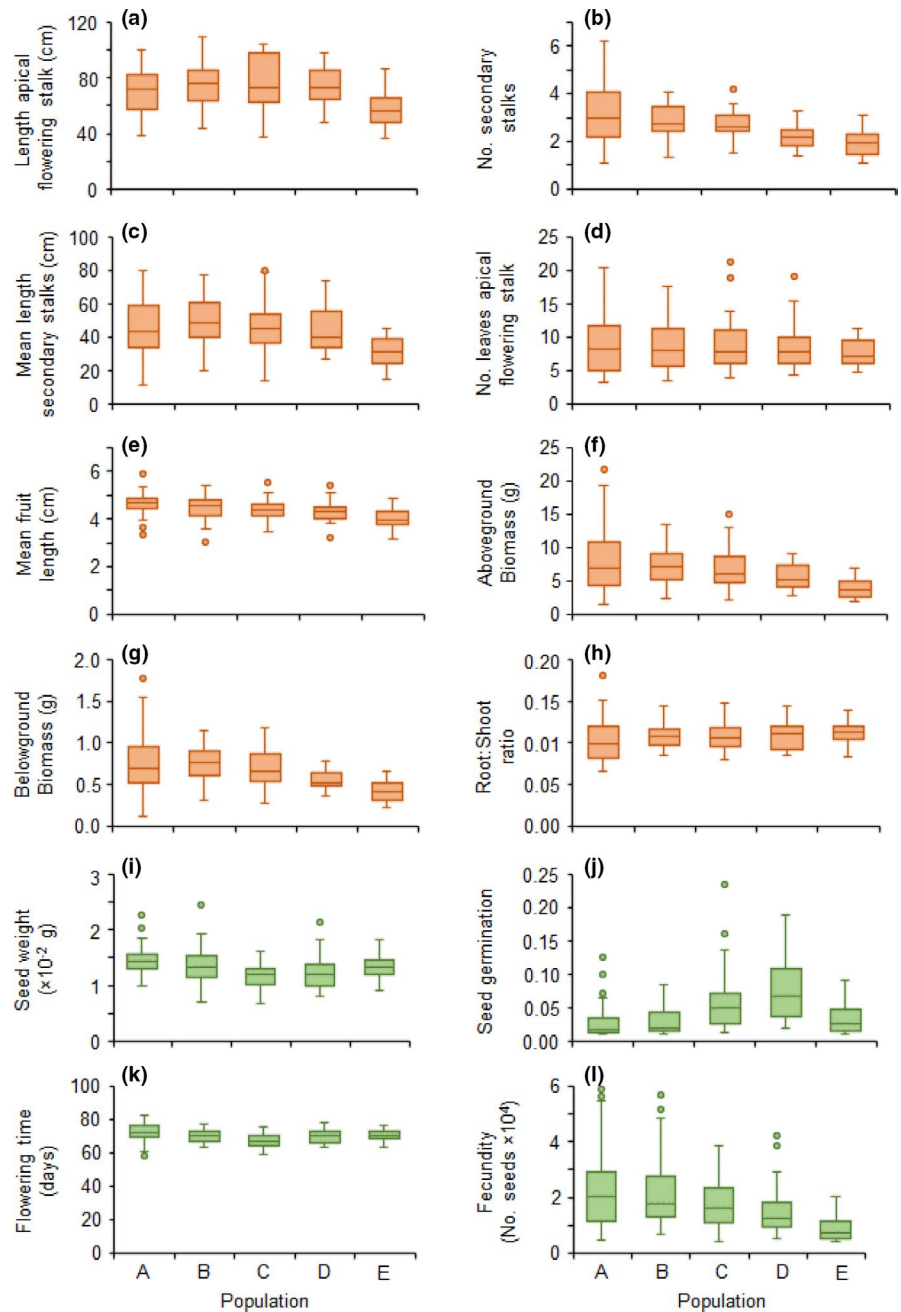 (a)
Length apical
flowering stalk (cm)
120
80
40
0
(b)
No. secondary
stalks
6
4
2
0
(c)
Mean length
secondary stalks (cm)
100
80
60
40
20
0
(d)
No. leaves apical
flowering stalk
25
20
15
10
5
0
(e)
Mean fruit
length (cm)
6
4
2
0
(f)
Aboveground
Biomass (g)
25
20
15
10
5
0
(g)
Belowground
Biomass (g)
2.0
1.5
1.0
0.5
0.0
(h)
Root:Shoot
ratio
0.20
0.15
0.010
0.05
0.00
(i)
Seed weight
(×10⁻² g)
3
2
1
0
(j)
Seed germination
0.25
0.20
0.15
0.10
0.05
0.00
(k)
Flowering time
(days)
100
80
60
40
20
0
A B C D E
Population
(l)
Fecundity
(No. seeds ×10⁴)
6
4
2
0
A B C D E
Population